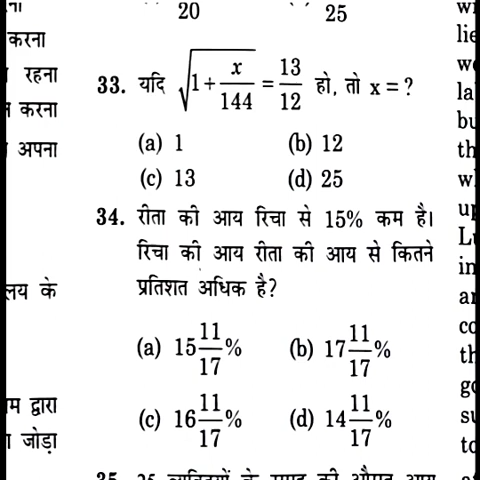 20
25
करना
रहना
करना
अपना
लय के
म द्वारा
जोड़ा
33. यदि √(1+x/144) = 13/12 हो, तो x = ?
(a) 1 (b) 12
(c) 13 (d) 25
34. रीता की आय रिचा से 15% कम है।
रिचा की आय रीता की आय से कितने
प्रतिशत अधिक है?
(a) 15 11/17% (b) 17 11/17%
(c) 16 11/17% (d) 14 11/17%